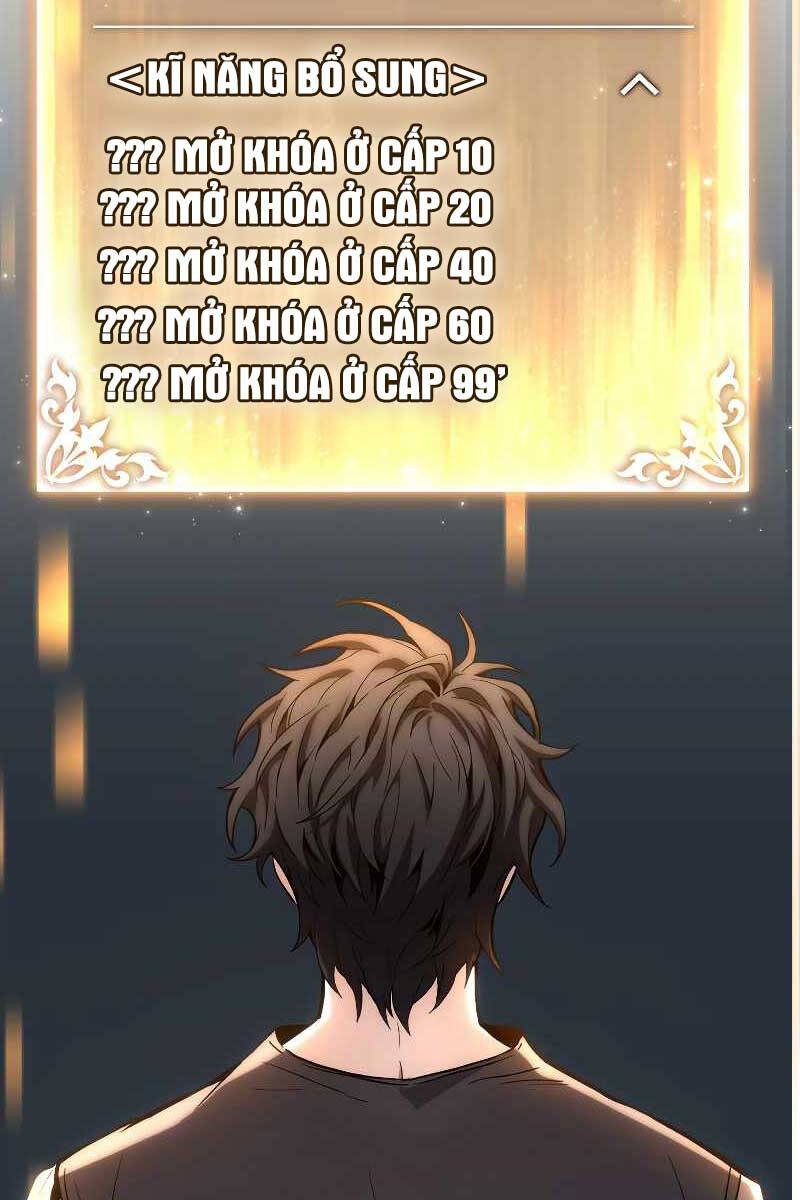 <KĨ NĂNG BỔ SUNG>
??? MỞ KHÓA Ở CẤP 10
??? MỞ KHÓA Ở CẤP 20
??? MỞ KHÓA Ở CẤP 40
??? MỞ KHÓA Ở CẤP 60
??? MỞ KHÓA Ở CẤP 99'